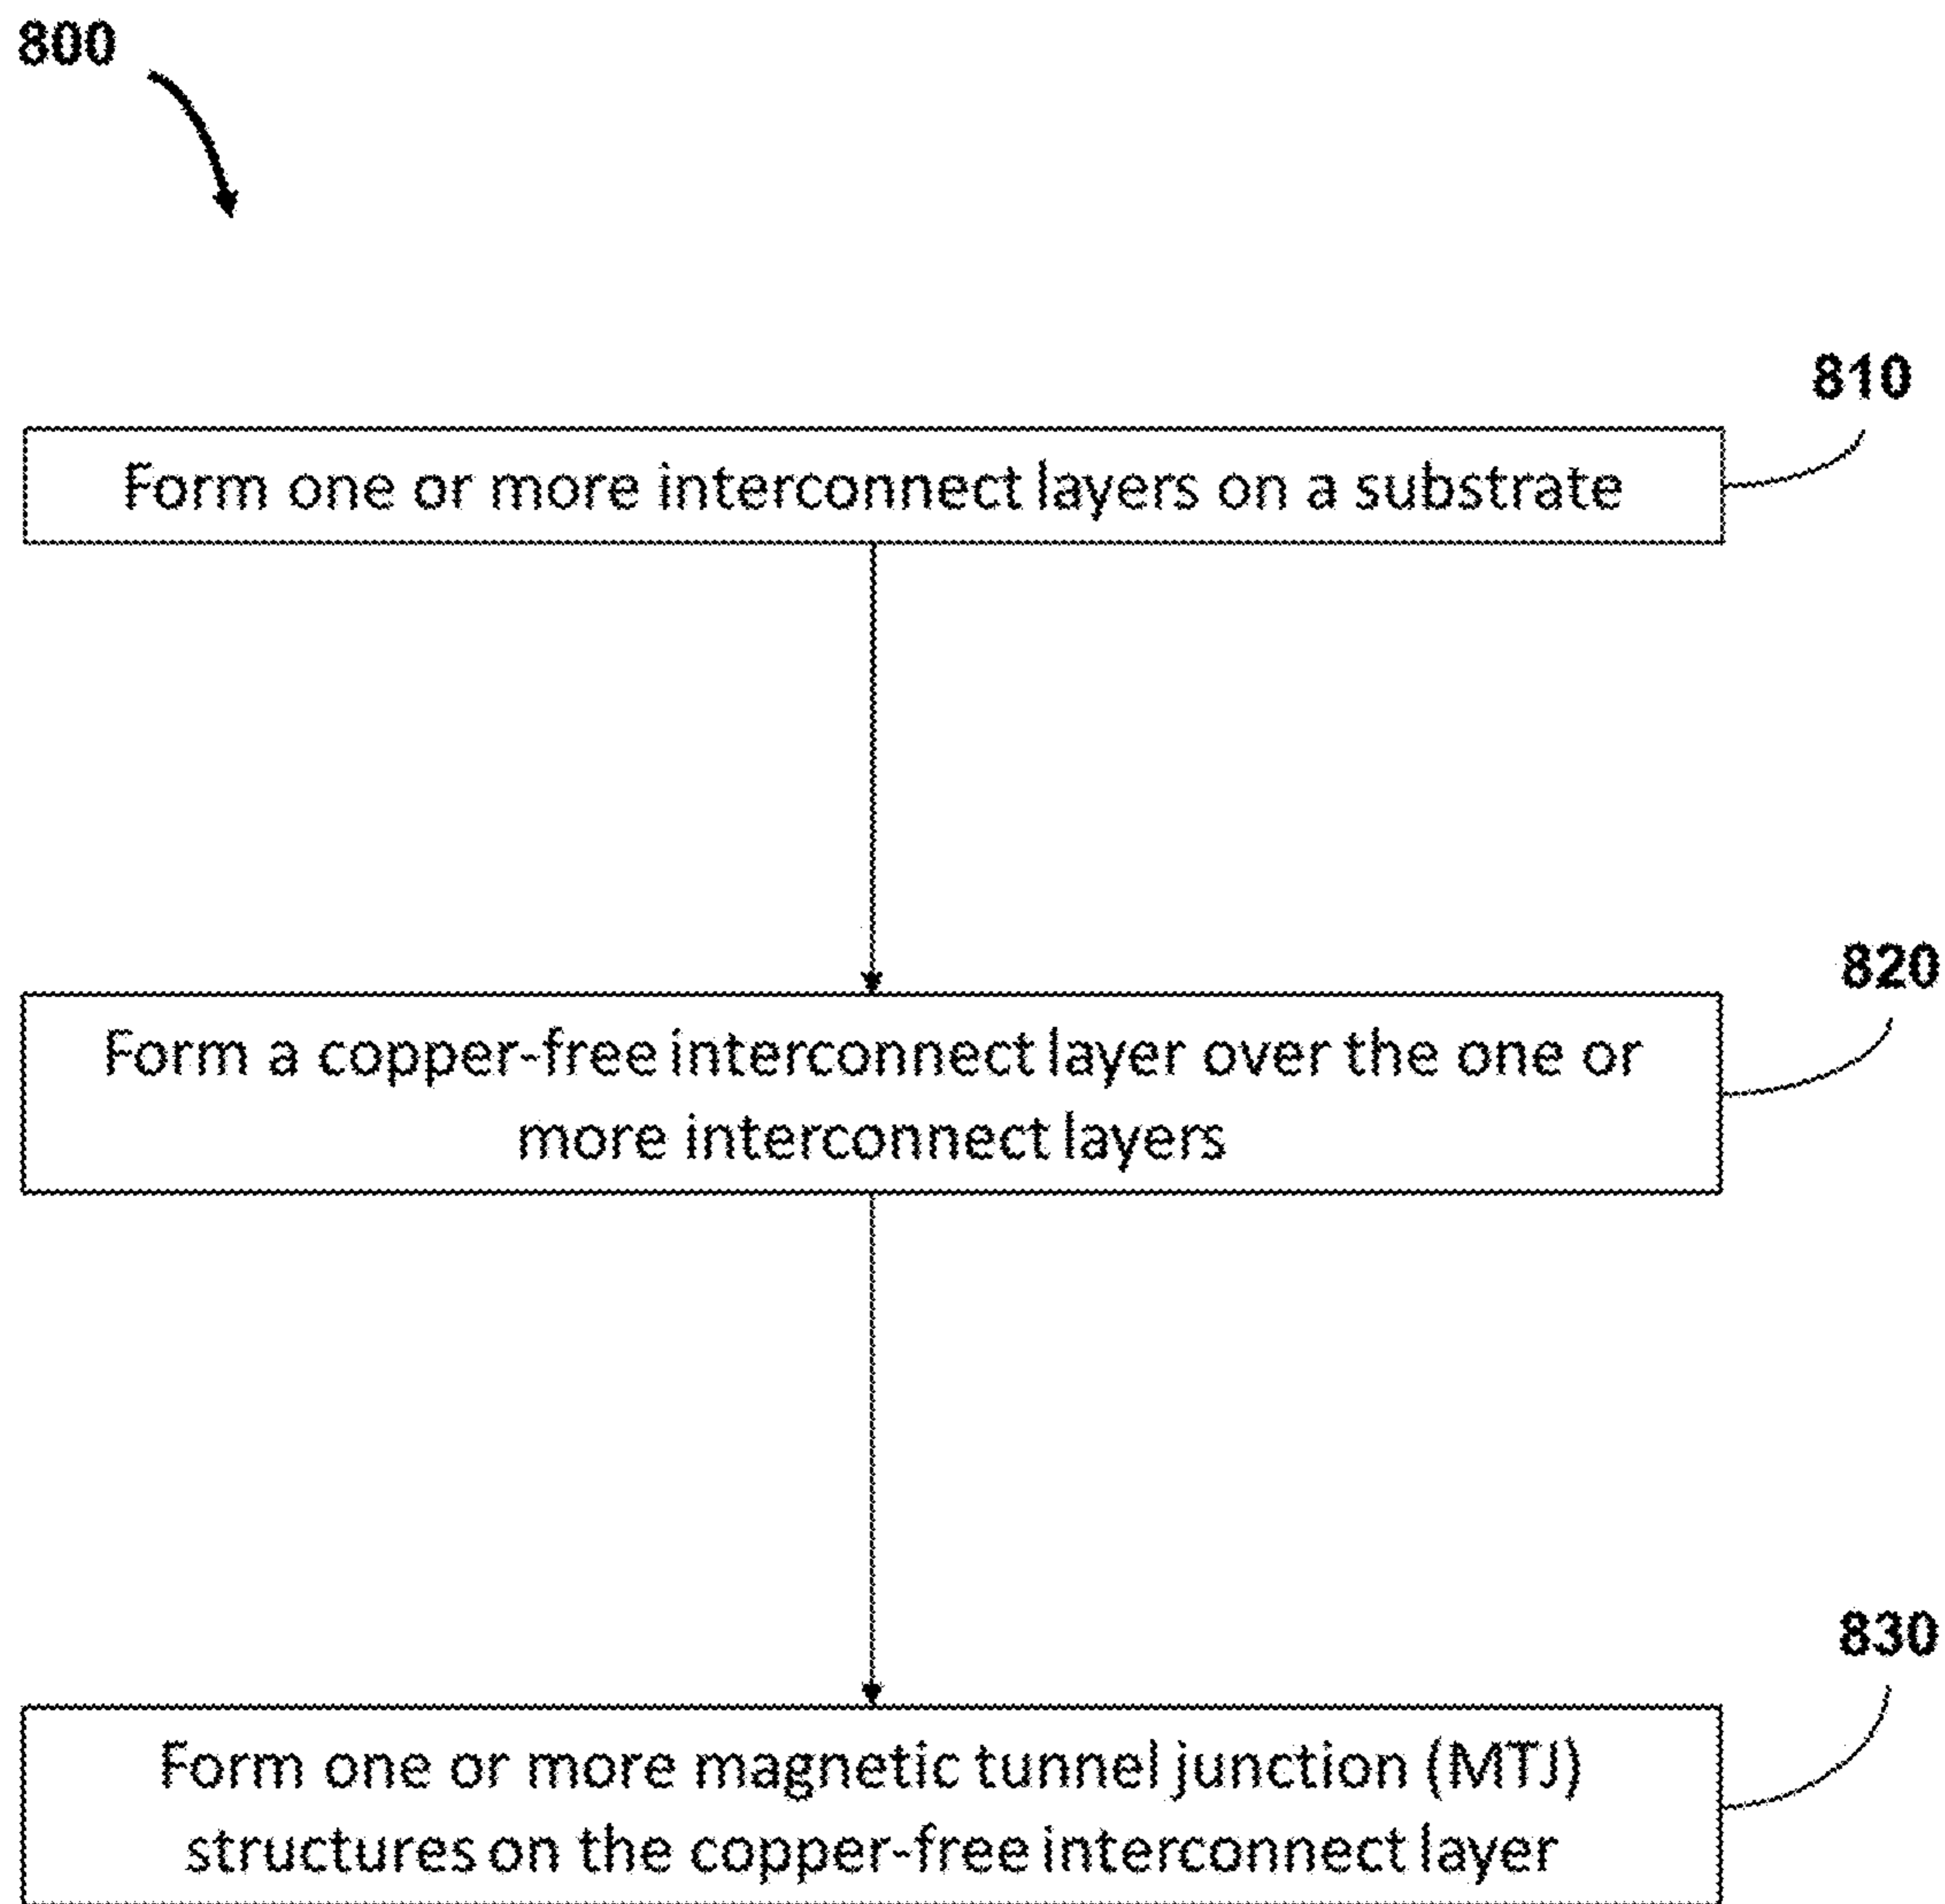 800
810
Form one or more interconnect layers on a substrate
820
Form a copper-free interconnect layer over the one or
more interconnect layers
830
Form one or more magnetic tunnel junction (MTJ)
structures on the copper-free interconnect layer